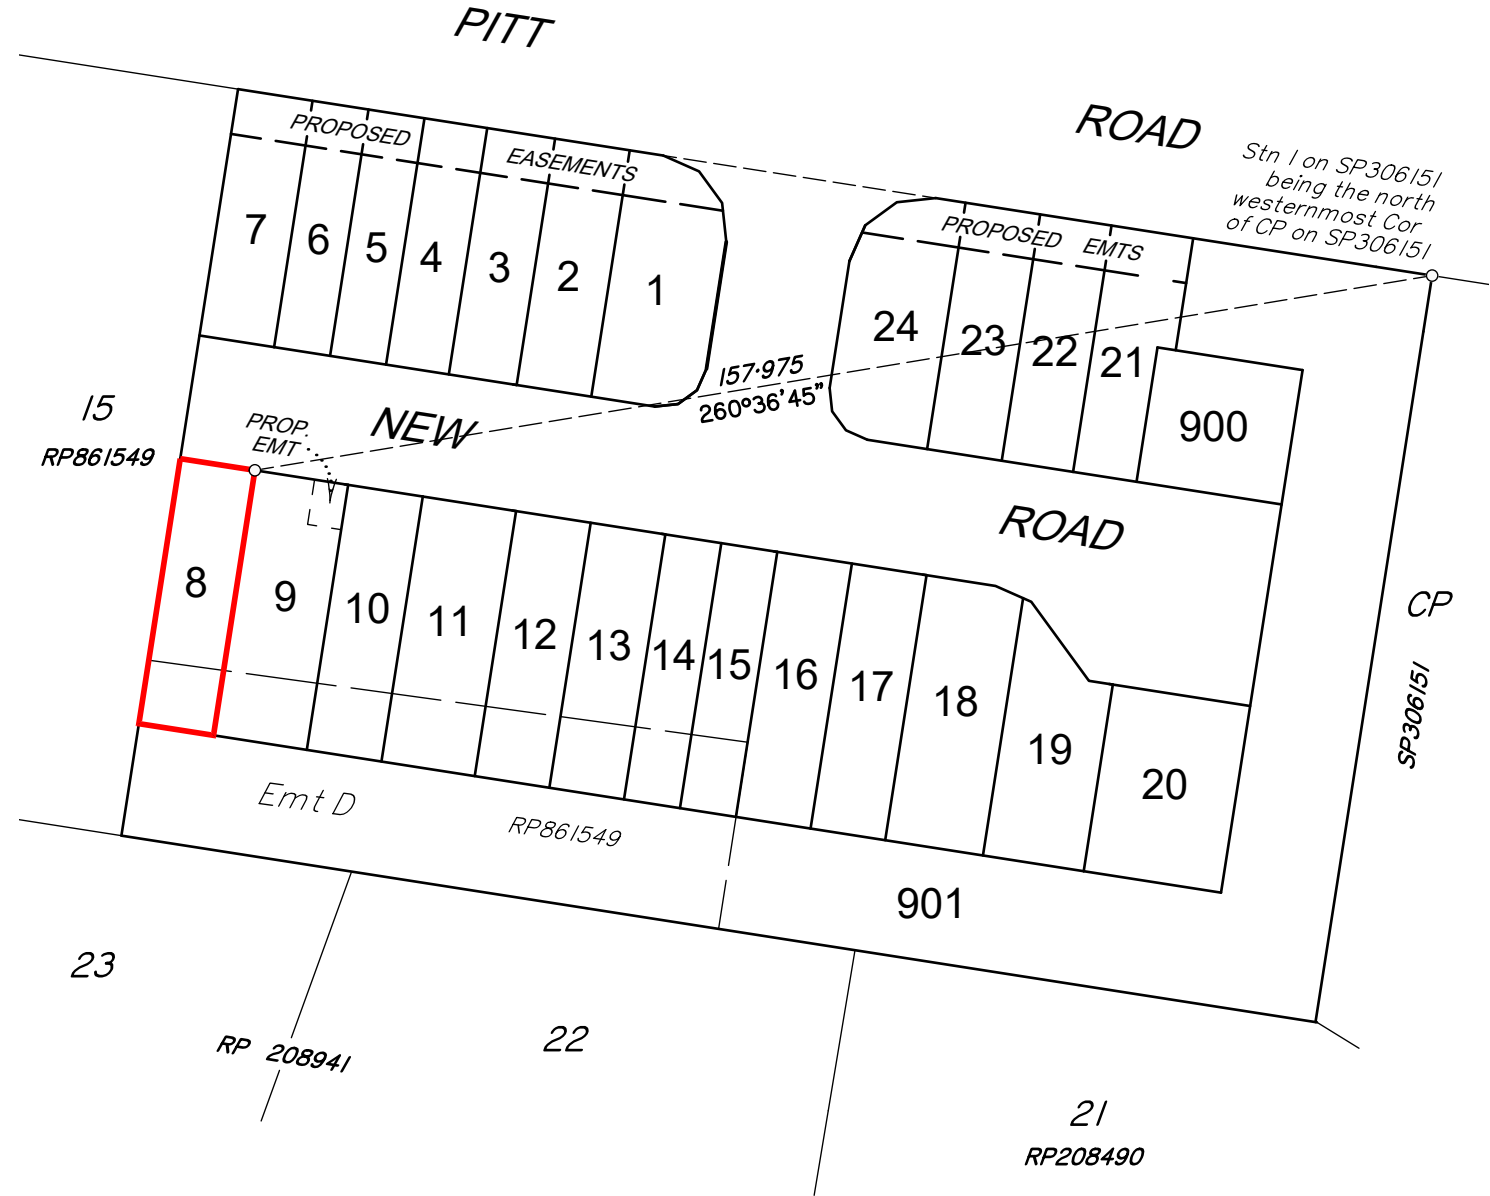 PITT
ROAD
Stn 1 on SP306151
being the north
westernmost Cor
of CP on SP306151
PROPOSED
EASEMENTS
PROPOSED EMTS
7
6
5
4
3
2
1
24
23
22
21
900
157·975
260°36'45"
15
RP861549
NEW
ROAD
PROP.
EMT
8
9
10
11
12
13
14
15
16
17
18
19
20
CP
SP306151
Emt D
RP861549
901
23
RP 208941
22
21
RP208490